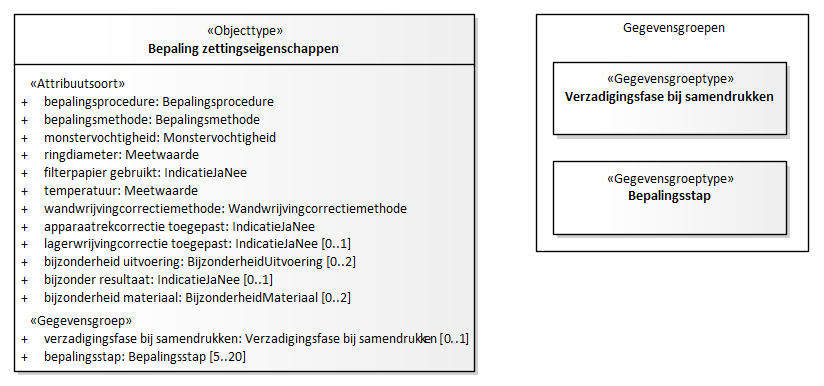 «Objecttype»
Bepaling zettingseigenschappen
«Attribuutsoort»
+ bepalingsprocedure: Bepalingsprocedure
+ bepalingsmethode: Bepalingsmethode
+ monstervochtigheid: Monstervochtigheid
+ ringdiameter: Meetwaarde
+ filterpapier gebruikt: IndicatieJaNee
+ temperatuur: Meetwaarde
+ wandwrijvingcorrectiemethode: Wandwrijvingcorrectiemethode
+ apparaatrekcorrectie toegepast: IndicatieJaNee
+ lagerwrijvingcorrectie toegepast: IndicatieJaNee [0..1]
+ bijzonderheid uitvoering: BijzonderheidUitvoering [0..2]
+ bijzonder resultaat: IndicatieJaNee [0..1]
+ bijzonderheid materiaal: BijzonderheidMateriaal [0..2]
«Gegevensgroep»
+ verzadigingsfase bij samendrukken: Verzadigingsfase bij samendrukken [0..1]
+ bepalingsstap: Bepalingsstap [5..20]
Gegevensgroepen
«Gegevensgroeptype»
Verzadigingsfase bij samendrukken
«Gegevensgroeptype»
Bepalingsstap